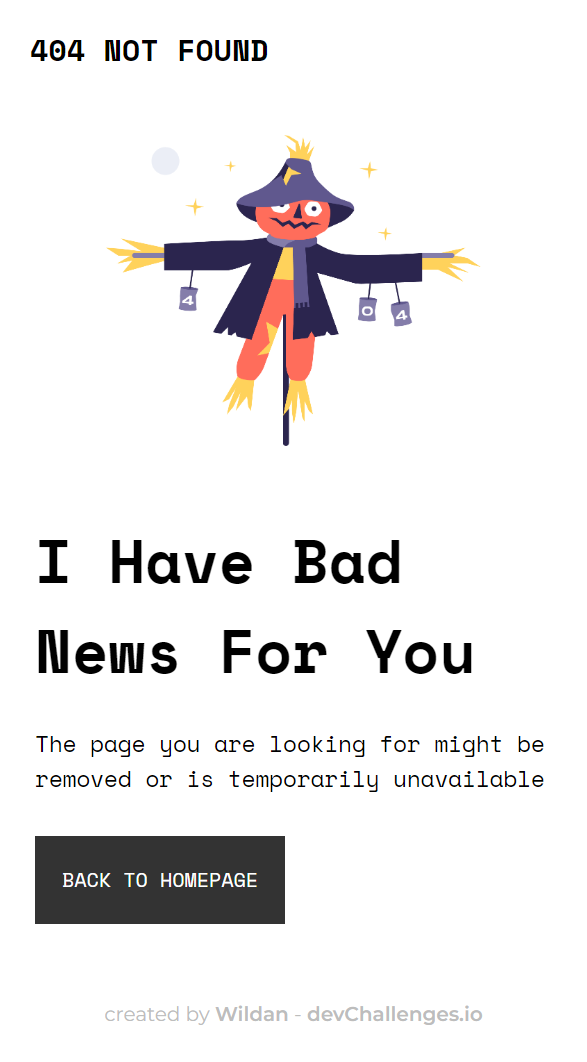 404 NOT FOUND
4
0
4
I Have Bad
News For You
The page you are looking for might be
removed or is temporarily unavailable
BACK TO HOMEPAGE
created by Wildan - devChallenges.io